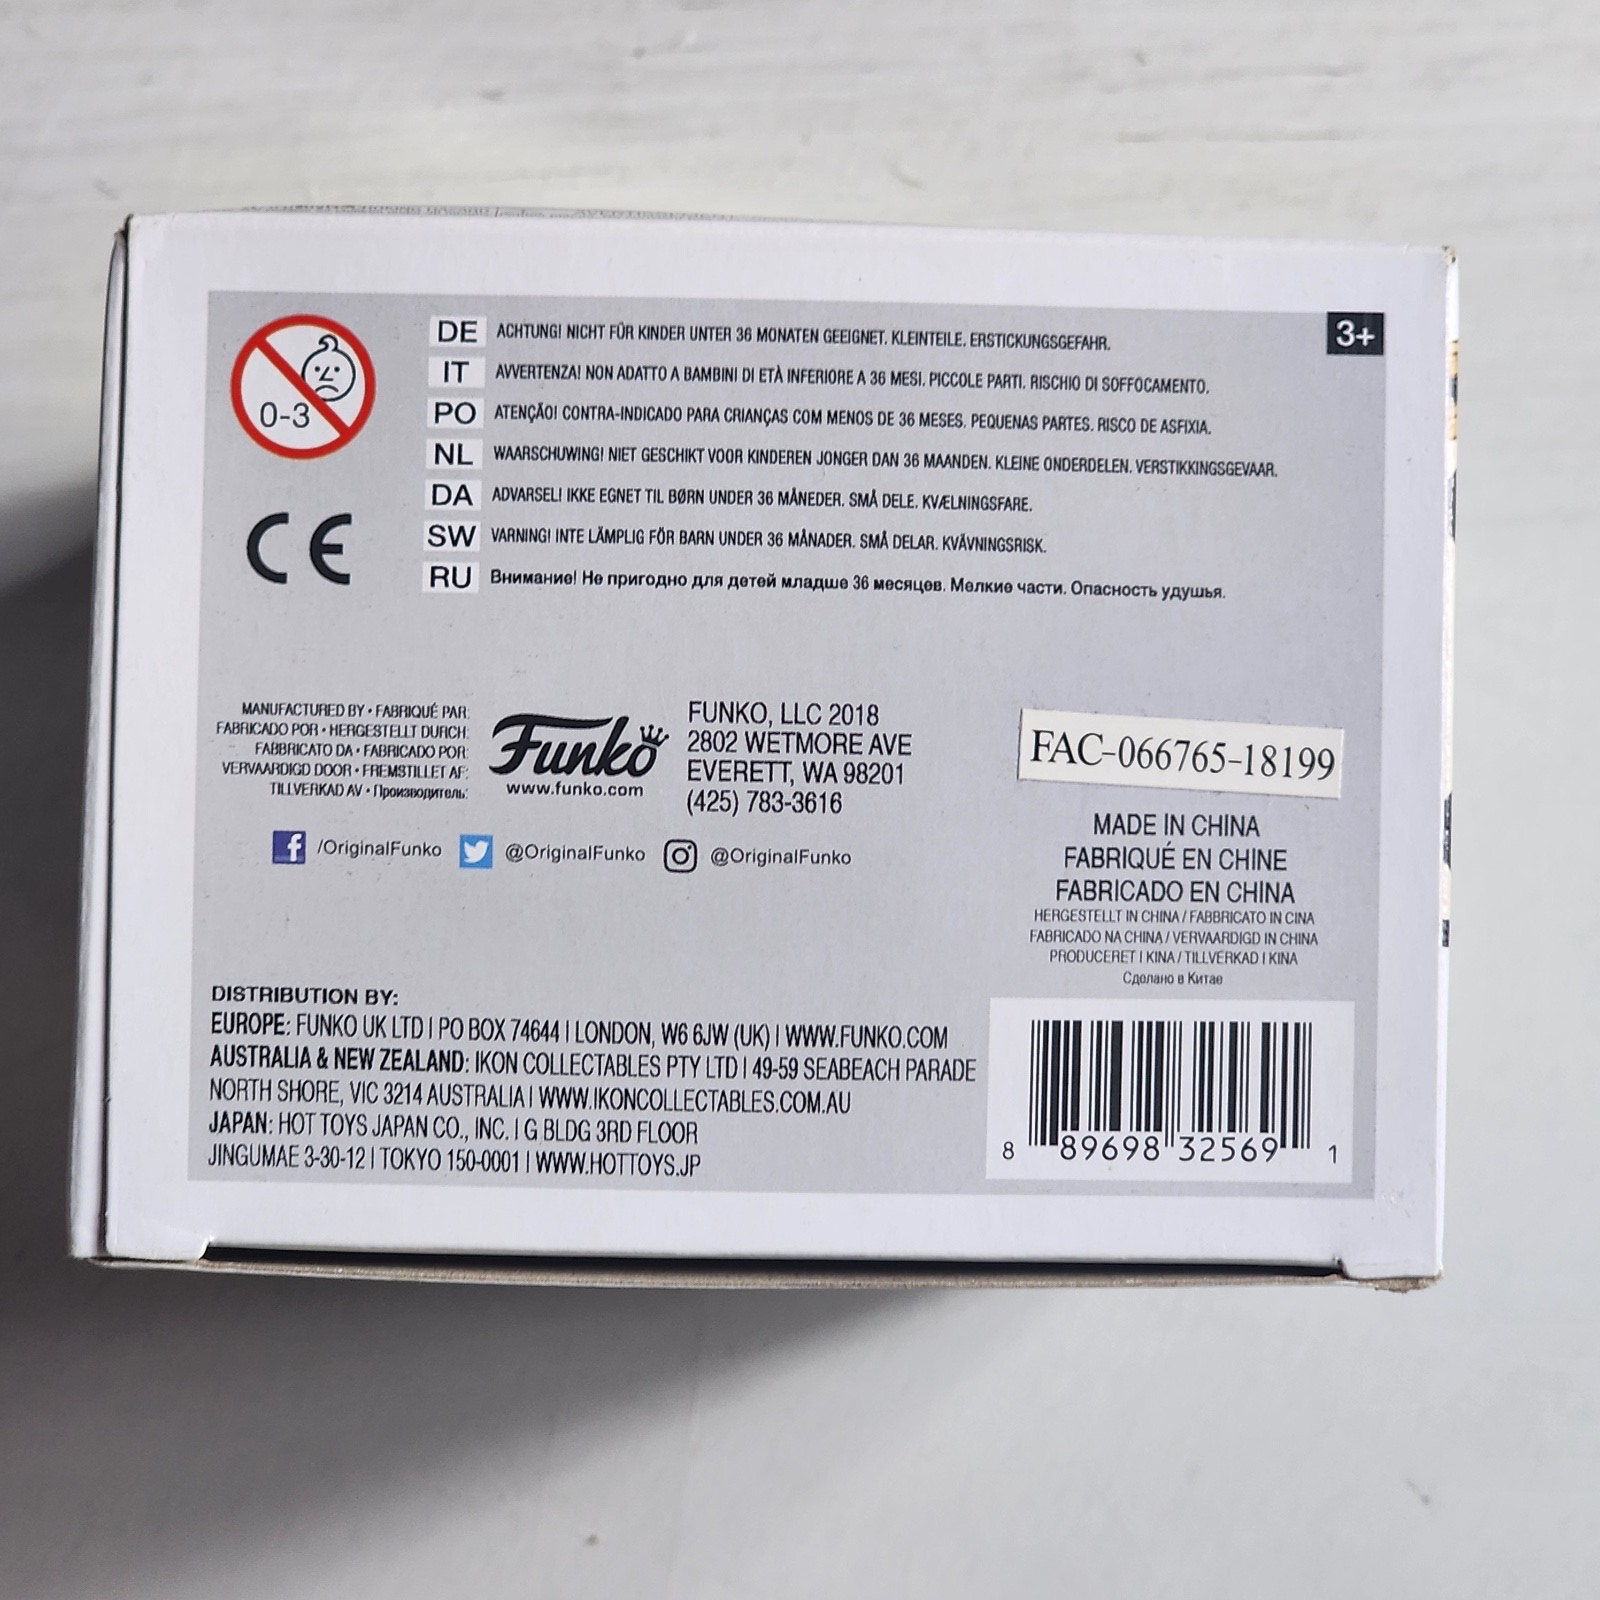 3+
0-3
DE ACHTUNG! NICHT FÜR KINDER UNTER 36 MONATEN GEEIGNET. KLEINTEILE. ERSTICKUNGSGEFAHR.
IT AVVERTENZA! NON ADATTO A BAMBINI DI ETÀ INFERIORE A 36 MESI. PICCOLE PARTI. RISCHIO DI SOFFOCAMENTO.
PO ATENÇÃO! CONTRA-INDICADO PARA CRIANÇAS COM MENOS DE 36 MESES. PEQUENAS PARTES. RISCO DE ASFIXIA.
NL WAARSCHUWING! NIET GESCHIKT VOOR KINDEREN JONGER DAN 36 MAANDEN. KLEINE ONDERDELEN. VERSTIKKINGSGEVAAR.
DA ADVARSEL! IKKE EGNET TIL BØRN UNDER 36 MÅNEDER. SMÅ DELE. KVÆLNINGSFARE.
SW VARNING! INTE LÄMPLIG FÖR BARN UNDER 36 MÅNADER. SMÅ DELAR. KVÄVNINGSRISK.
RU Внимание! Не пригодно для детей младше 36 месяцев. Мелкие части. Опасность удушья.
CE
MANUFACTURED BY • FABRIQUÉ PAR:
FABRICADO POR • HERGESTELLT DURCH:
FABBRICATO DA • FABRICADO POR:
VERVAARDIGD DOOR • FREMSTILLET AF:
TILLVERKAD AV • Производитель:
Funko
www.funko.com
FUNKO, LLC 2018
2802 WETMORE AVE
EVERETT, WA 98201
(425) 783-3616
/OriginalFunko @OriginalFunko @OriginalFunko
FAC-066765-18199
MADE IN CHINA
FABRIQUÉ EN CHINE
FABRICADO EN CHINA
HERGESTELLT IN CHINA / FABBRICATO IN CINA
FABRICADO NA CHINA / VERVAARDIGD IN CHINA
PRODUCERET I KINA / TILLVERKAD I KINA
Сделано в Китае
DISTRIBUTION BY:
EUROPE: FUNKO UK LTD | PO BOX 74644 | LONDON, W6 6JW (UK) | WWW.FUNKO.COM
AUSTRALIA & NEW ZEALAND: IKON COLLECTABLES PTY LTD | 49-59 SEABEACH PARADE
NORTH SHORE, VIC 3214 AUSTRALIA | WWW.IKONCOLLECTABLES.COM.AU
JAPAN: HOT TOYS JAPAN CO., INC. | G BLDG 3RD FLOOR
JINGUMAE 3-30-12 | TOKYO 150-0001 | WWW.HOTTOYS.JP
8 89698 32569 1